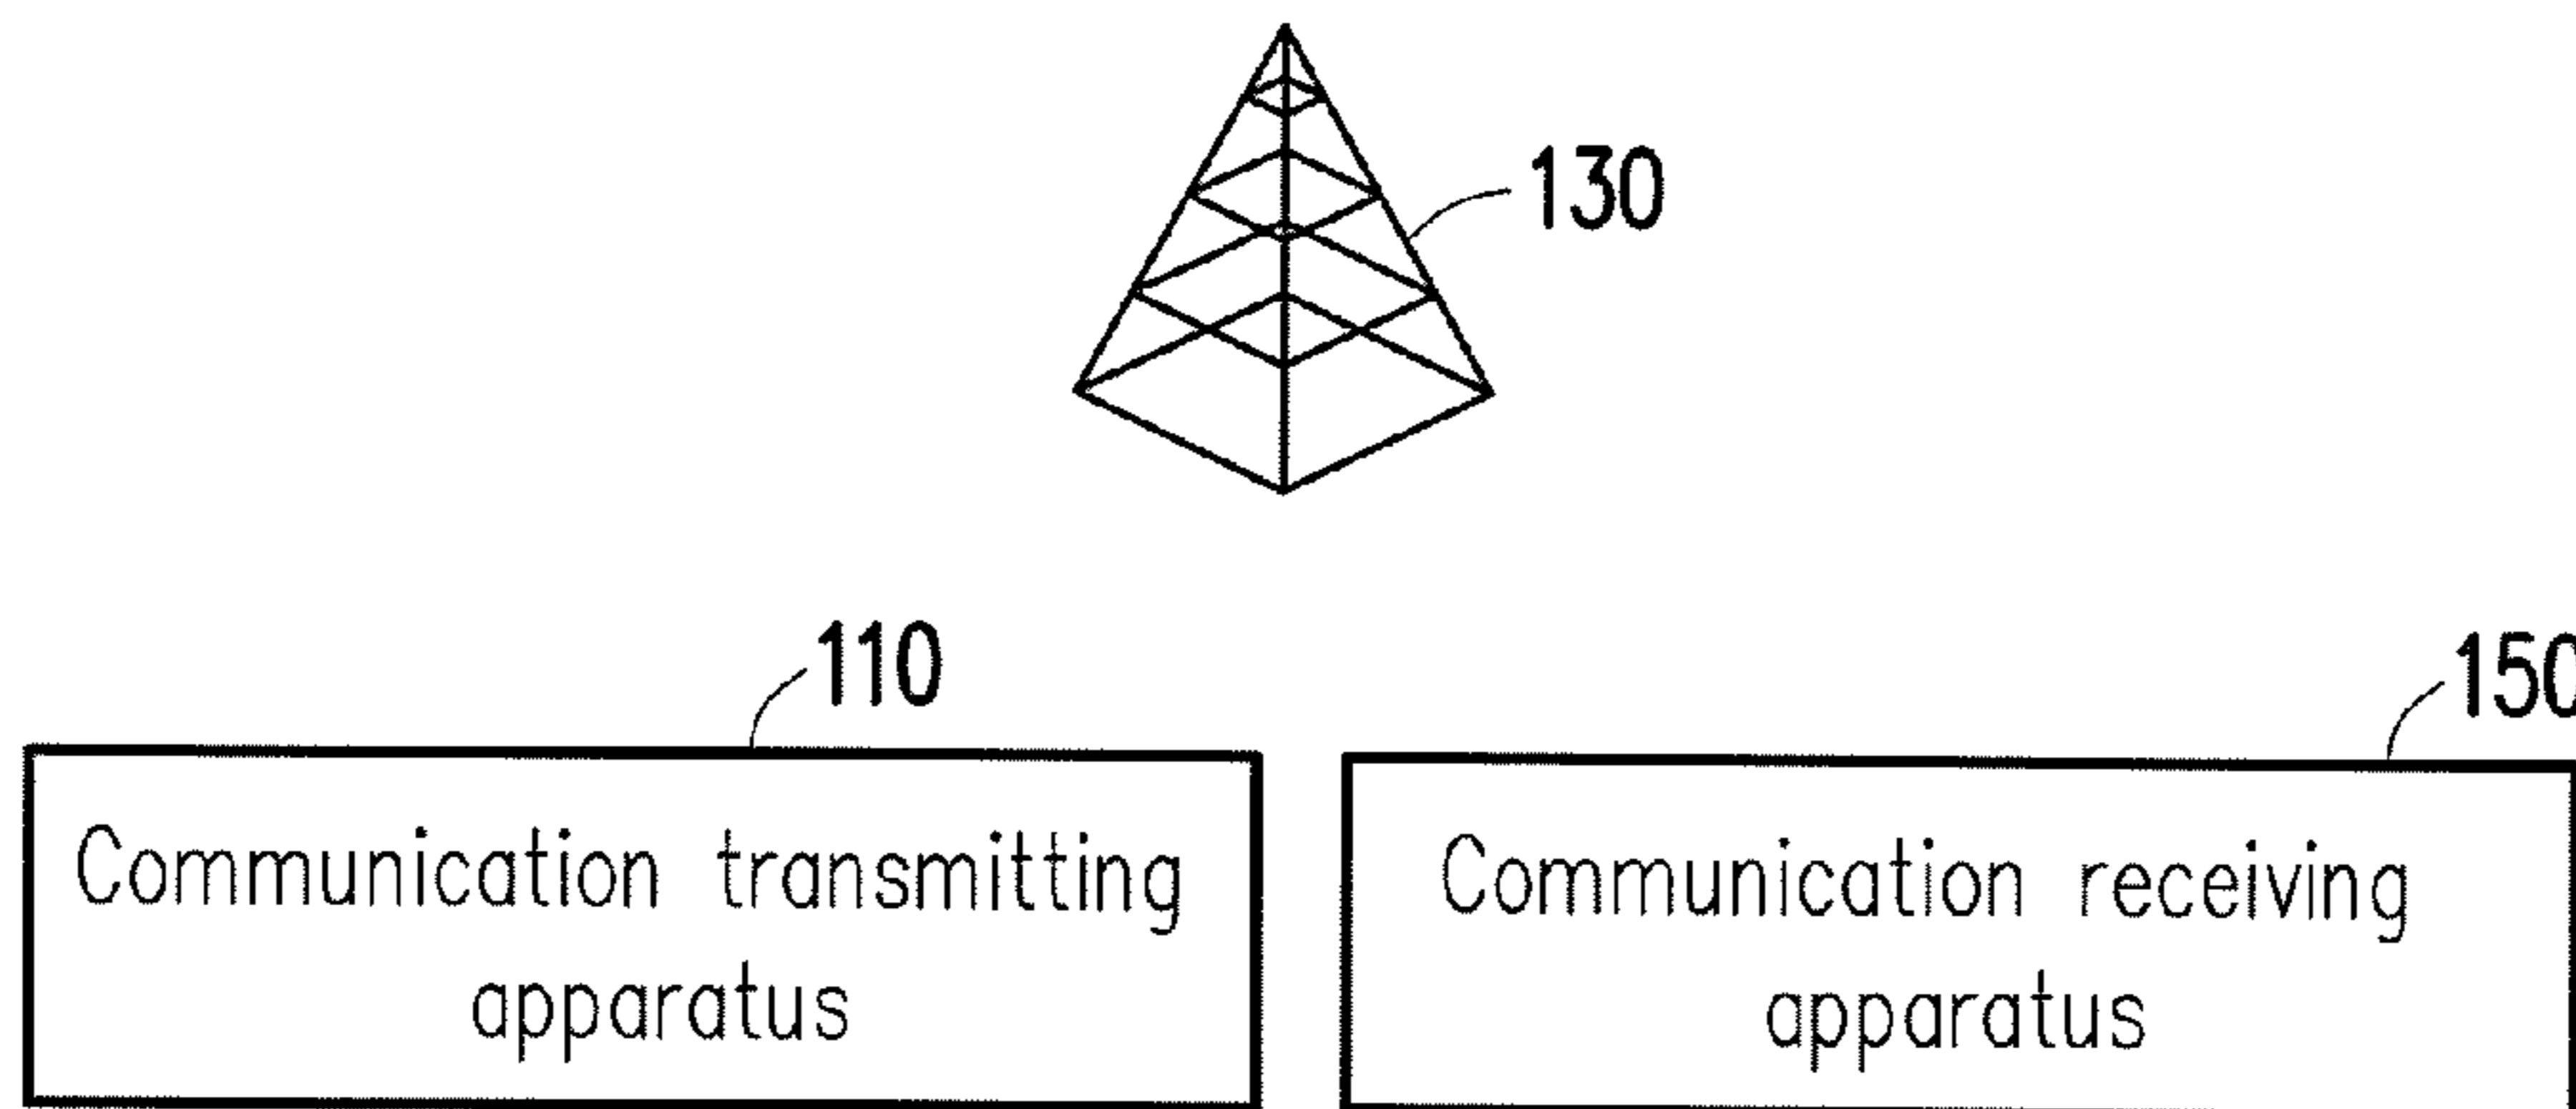 130
110
150
Communication transmitting
apparatus
Communication receiving
apparatus